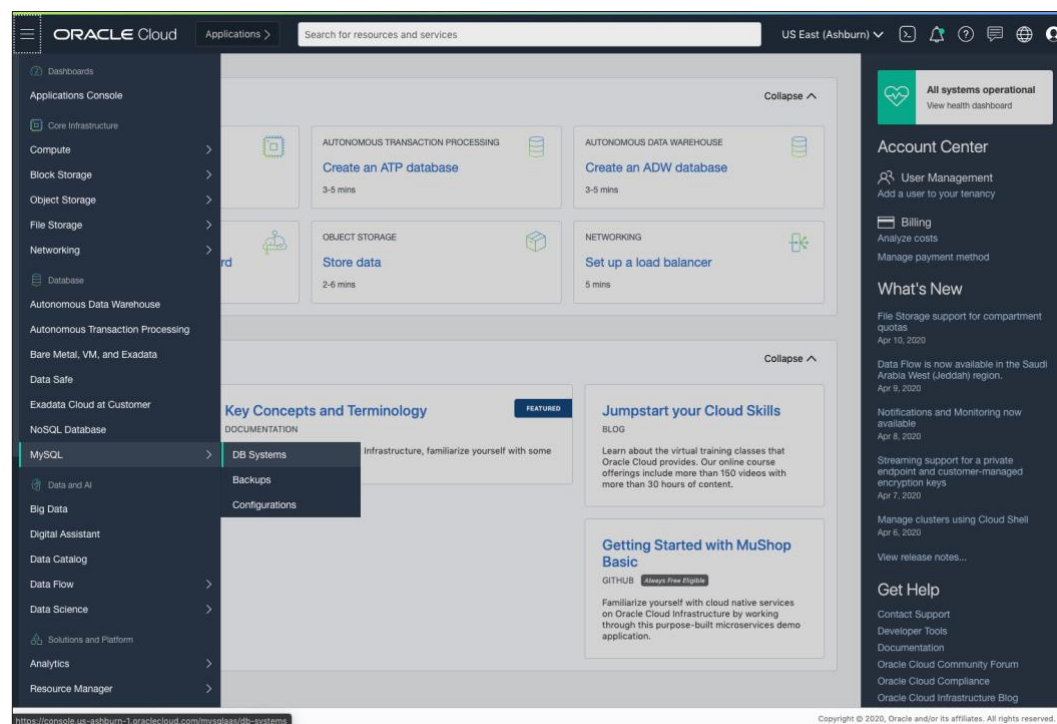 ORACLE Cloud
Applications >
Search for resources and services
US East (Ashburn)
Dashboards
Applications Console
Core Infrastructure
Compute
Block Storage
Object Storage
File Storage
Networking
Database
Autonomous Data Warehouse
Autonomous Transaction Processing
Bare Metal, VM, and Exadata
Data Safe
Exadata Cloud at Customer
NoSQL Database
MySQL
DB Systems
Backups
Configurations
Data and AI
Big Data
Digital Assistant
Data Catalog
Data Flow
Data Science
Solutions and Platform
Analytics
Resource Manager
https://console.us-ashburn-1.oraclecloud.com/mysqlaas/db-systems
Collapse
AUTONOMOUS TRANSACTION PROCESSING
Create an ATP database
3-5 mins
AUTONOMOUS DATA WAREHOUSE
Create an ADW database
3-5 mins
rd
OBJECT STORAGE
Store data
2-6 mins
NETWORKING
Set up a load balancer
5 mins
Collapse
Key Concepts and Terminology
FEATURED
DOCUMENTATION
Infrastructure, familiarize yourself with some
Jumpstart your Cloud Skills
BLOG
Learn about the virtual training classes that
Oracle Cloud provides. Our online course
offerings include more than 150 videos with
more than 30 hours of content.
Getting Started with MuShop
Basic
GITHUB Always Free Eligible
Familiarize yourself with cloud native services
on Oracle Cloud Infrastructure by working
through this purpose-built microservices demo
application.
All systems operational
View health dashboard
Account Center
User Management
Add a user to your tenancy
Billing
Analyze costs
Manage payment method
What's New
File Storage support for compartment
quotas
Apr 10, 2020
Data Flow is now available in the Saudi
Arabia West (Jeddah) region.
Apr 9, 2020
Notifications and Monitoring now
available
Apr 8, 2020
Streaming support for a private
endpoint and customer-managed
encryption keys
Apr 7, 2020
Manage clusters using Cloud Shell
Apr 6, 2020
View release notes...
Get Help
Contact Support
Developer Tools
Documentation
Oracle Cloud Community Forum
Oracle Cloud Compliance
Oracle Cloud Infrastructure Blog
Copyright © 2020, Oracle and/or its affiliates. All rights reserved.